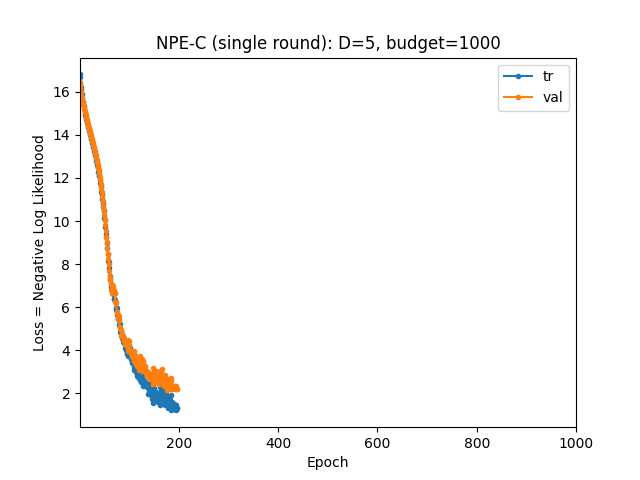 NPE-C (single round): D=5, budget=1000
tr
val
Loss = Negative Log Likelihood
16
14
12
10
8
6
4
2
200
400
600
800
1000
Epoch